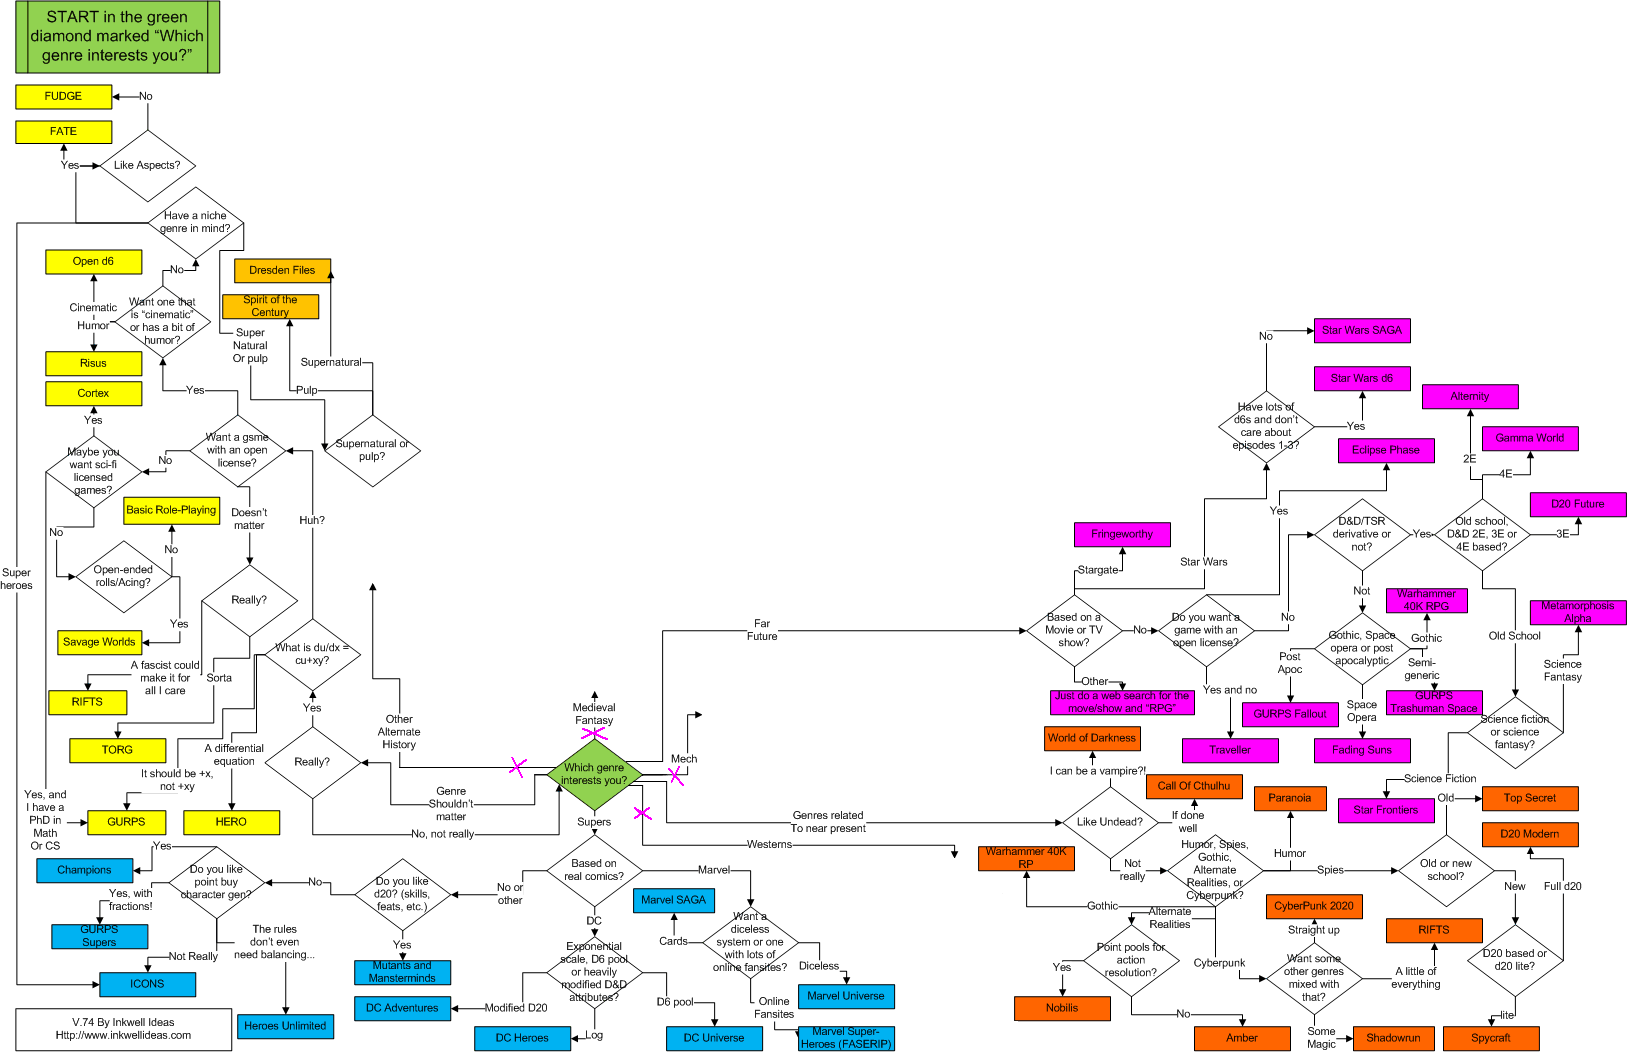 START in the green
diamond marked “Which
genre interests you?”
FUDGE
No
FATE
Yes
Like Aspects?
Have a niche
genre in mind?
Open d6
No
Dresden Files
Spirit of the
Century
Cinematic
Humor
Want one that
is “cinematic”
or has a bit of
humor?
Super
Natural
Or pulp
Supernatural
Risus
Pulp
Cortex
Yes
Yes
Want a gsme
with an open
license?
Supernatural or
pulp?
Maybe you
want sci-fi
licensed
games?
No
Basic Role-Playing
Doesn’t
matter
Huh?
No
No
Open-ended
rolls/Acing?
Super
heroes
Really?
Yes
Savage Worlds
What is du/dx =
cu+xy?
A fascist could
make it for
all I care
Sorta
RIFTS
Yes
TORG
A differential
equation
Really?
It should be +x,
not +xy
Yes, and
I have a
PhD in
Math
Or CS
GURPS
HERO
Other
Alternate
History
Genre
Shouldn’t
matter
No, not really
Medieval
Fantasy
Which genre
interests you?
Mech
Supers
Westerns
Far
Future
Genres related
To near present
Star Wars SAGA
No
Star Wars d6
Have lots of
d6s and don’t
care about
episodes 1-3?
Yes
Alternity
Gamma World
Eclipse Phase
2E
4E
Yes
D20 Future
D&D/TSR
derivative or
not?
Yes
Old school,
D&D 2E, 3E or
4E based?
3E
Fringeworthy
Stargate
Star Wars
Not
Warhammer
40K RPG
Metamorphosis
Alpha
Based on a
Movie or TV
show?
No
Do you want a
game with an
open license?
No
Gothic, Space
opera or post
apocalyptic
Gothic
Old School
Post
Apoc
Semi-
generic
Science
Fantasy
Other
Yes and no
Just do a web search for the
move/show and “RPG”
GURPS Fallout
Space
Opera
GURPS
Trashuman Space
Science fiction
or science
fantasy?
World of Darkness
Traveller
Fading Suns
I can be a vampire?!
Call Of Cthulhu
Science Fiction
Paranoia
Old
Top Secret
Star Frontiers
Like Undead?
If done
well
D20 Modern
Warhammer 40K
RP
Not
really
Humor, Spies,
Gothic,
Alternate
Realities, or
Cyberpunk?
Humor
Spies
Old or new
school?
New
Full d20
Gothic
Alternate
Realities
CyberPunk 2020
Straight up
RIFTS
Point pools for
action
resolution?
Yes
Cyberpunk
Want some
other genres
mixed with
that?
A little of
everything
D20 based or
d20 lite?
Nobilis
No
Some
Magic
lite
Amber
Shadowrun
Spycraft
Yes
Champions
Do you like
point buy
character gen?
No
Do you like
d20? (skills,
feats, etc.)
No or
other
Based on
real comics?
Marvel
Yes, with
fractions!
Marvel SAGA
DC
GURPS
Supers
The rules
don’t even
need balancing...
Yes
Cards
Want a
diceless
system or one
with lots of
online fansites?
Not Really
Mutants and
Mansterminds
Exponential
scale, D6 pool
or heavily
modified D&D
attributes?
Diceless
ICONS
DC Adventures
Modified D20
D6 pool
Online
Fansites
Marvel Universe
V.74 By Inkwell Ideas
Http://www.inkwellideas.com
Heroes Unlimited
DC Heroes
Log
DC Universe
Marvel Super-
Heroes (FASERIP)